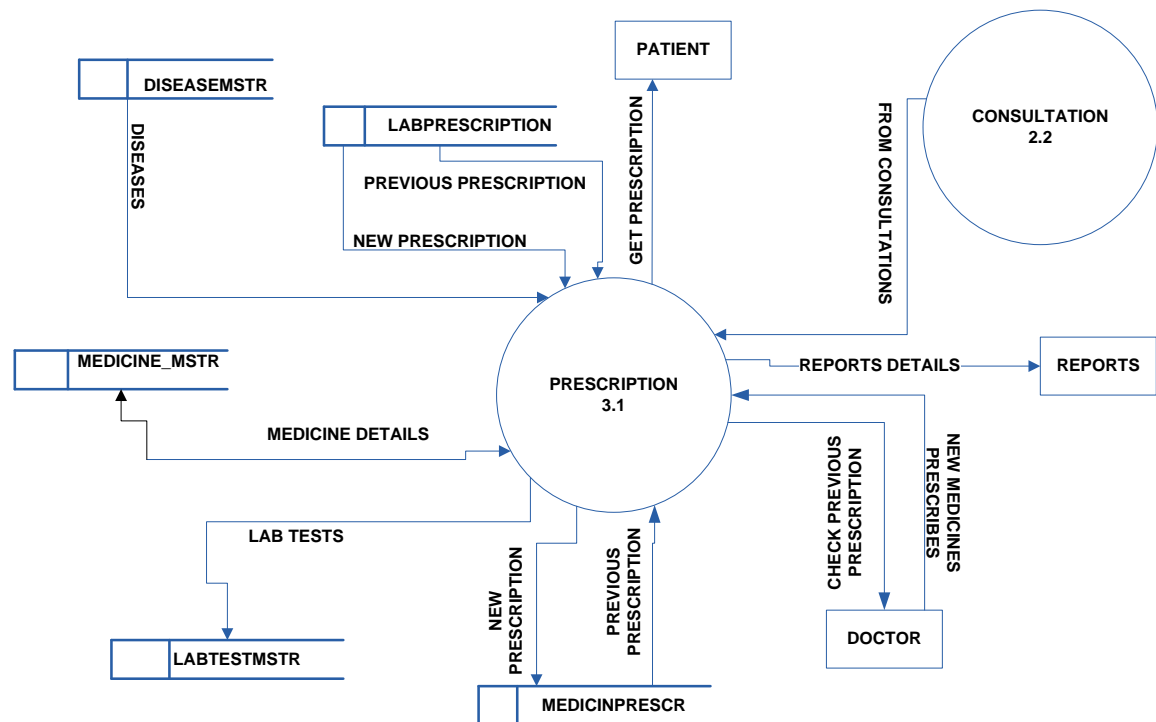 PATIENT
DISEASEMSTR
LABPRESCRIPTION
CONSULTATION
2.2
DISEASES
PREVIOUS PRESCRIPTION
GET PRESCRIPTION
FROM CONSULTATIONS
NEW PRESCRIPTION
MEDICINE_MSTR
REPORTS DETAILS
REPORTS
PRESCRIPTION
3.1
MEDICINE DETAILS
CHECK PREVIOUS
PRESCRIPTION
NEW MEDICINES
PRESCRIBES
LAB TESTS
NEW
PRESCRIPTION
PREVIOUS
PRESCRIPTION
DOCTOR
LABTESTMSTR
MEDICINPRESCR